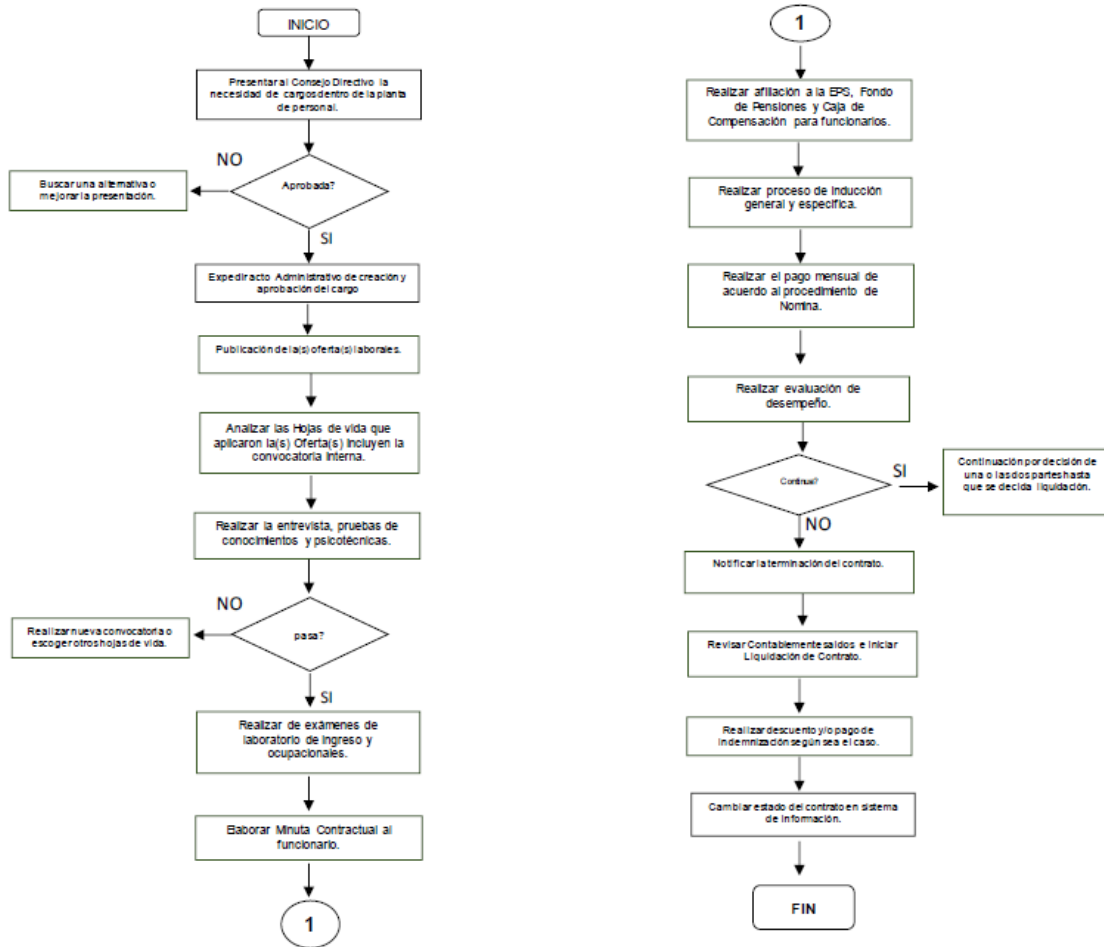 INICIO
Presentar al Consejo Directivo la
necesidad de cargos dentro de la planta
de personal.
NO
Aprobada?
Buscar una alternativa o
mejorar la presentación.
SI
Expedir acto Administrativo de creación y
aprobación del cargo
Publicación de la(s) oferta(s) laborales.
Analizar las Hojas de vida que
aplicaron la(s) Oferta(s) Incluyen la
convocatoria Interna.
Realizar la entrevista, pruebas de
conocimientos y psicotécnicas.
NO
pasa?
Realizar nueva convocatoria o
escoger otros hojas de vida.
SI
Realizar de exámenes de
laboratorio de Ingreso y
ocupacionales.
Elaborar Minuta Contractual al
funcionario.
1
1
Realizar afiliación a la EPS, Fondo
de Pensiones y Caja de
Compensación para funcionarios.
Realizar proceso de Inducción
general y especifica.
Realizar el pago mensual de
acuerdo al procedimiento de
Nomina.
Realizar evaluación de
desempeño.
Continua?
SI
Continuación por decisión de
una o las dos partes hasta
que se decida liquidación.
NO
Notificar la terminación del contrato.
Revisar Contablemente saldos e Iniciar
Liquidación de Contrato.
Realizar descuento y/o pago de
Indemnización según sea el caso.
Cambiar estado del contrato en sistema
de Información.
FIN